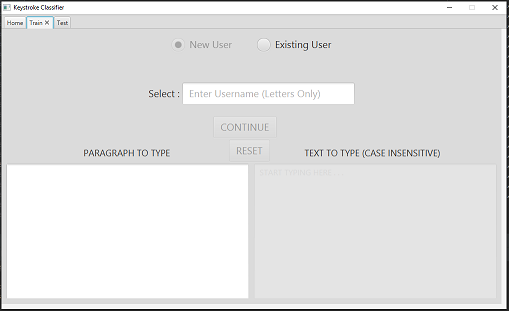 Keystroke Classifier
Home Train Test
New User Existing User
Select : Enter Username (Letters Only)
CONTINUE
RESET
PARAGRAPH TO TYPE TEXT TO TYPE (CASE INSENSITIVE)
START TYPING HERE...